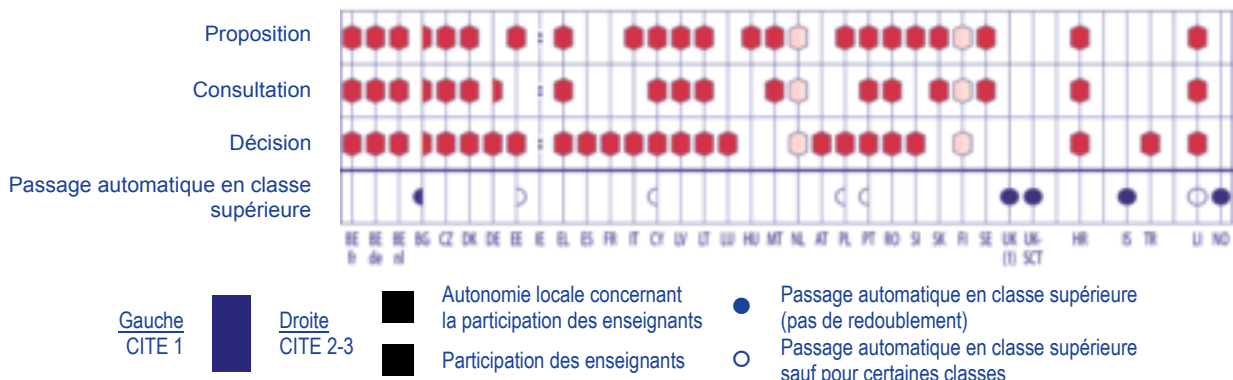 Proposition
Consultation
Décision
Passage automatique en classe
supérieure
BE BE BE BG CZ DK DE EE IE EL ES FR IT CY LV LT LU HU MT NL AT PL PT RO SI SK FI SE UK UK- HR IS TR LI NO
fr de nl (1) SCT
Gauche
CITE 1
Droite
CITE 2-3
Autonomie locale concernant
la participation des enseignants
Participation des enseignants
Passage automatique en classe supérieure
(pas de redoublement)
Passage automatique en classe supérieure
sauf pour certaines classes